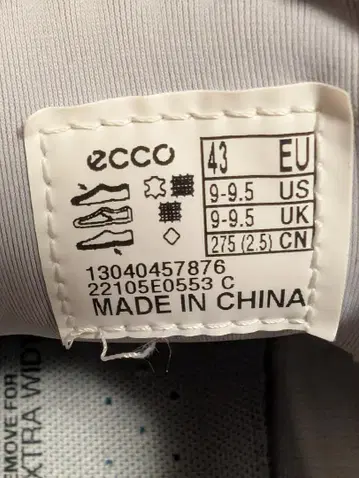 ecco
43 EU
9-9.5 US
9-9.5 UK
275 (2.5) CN
13040457876
22105E0553 C
MADE IN CHINA
EMOVE FOR
XTRA WIDT